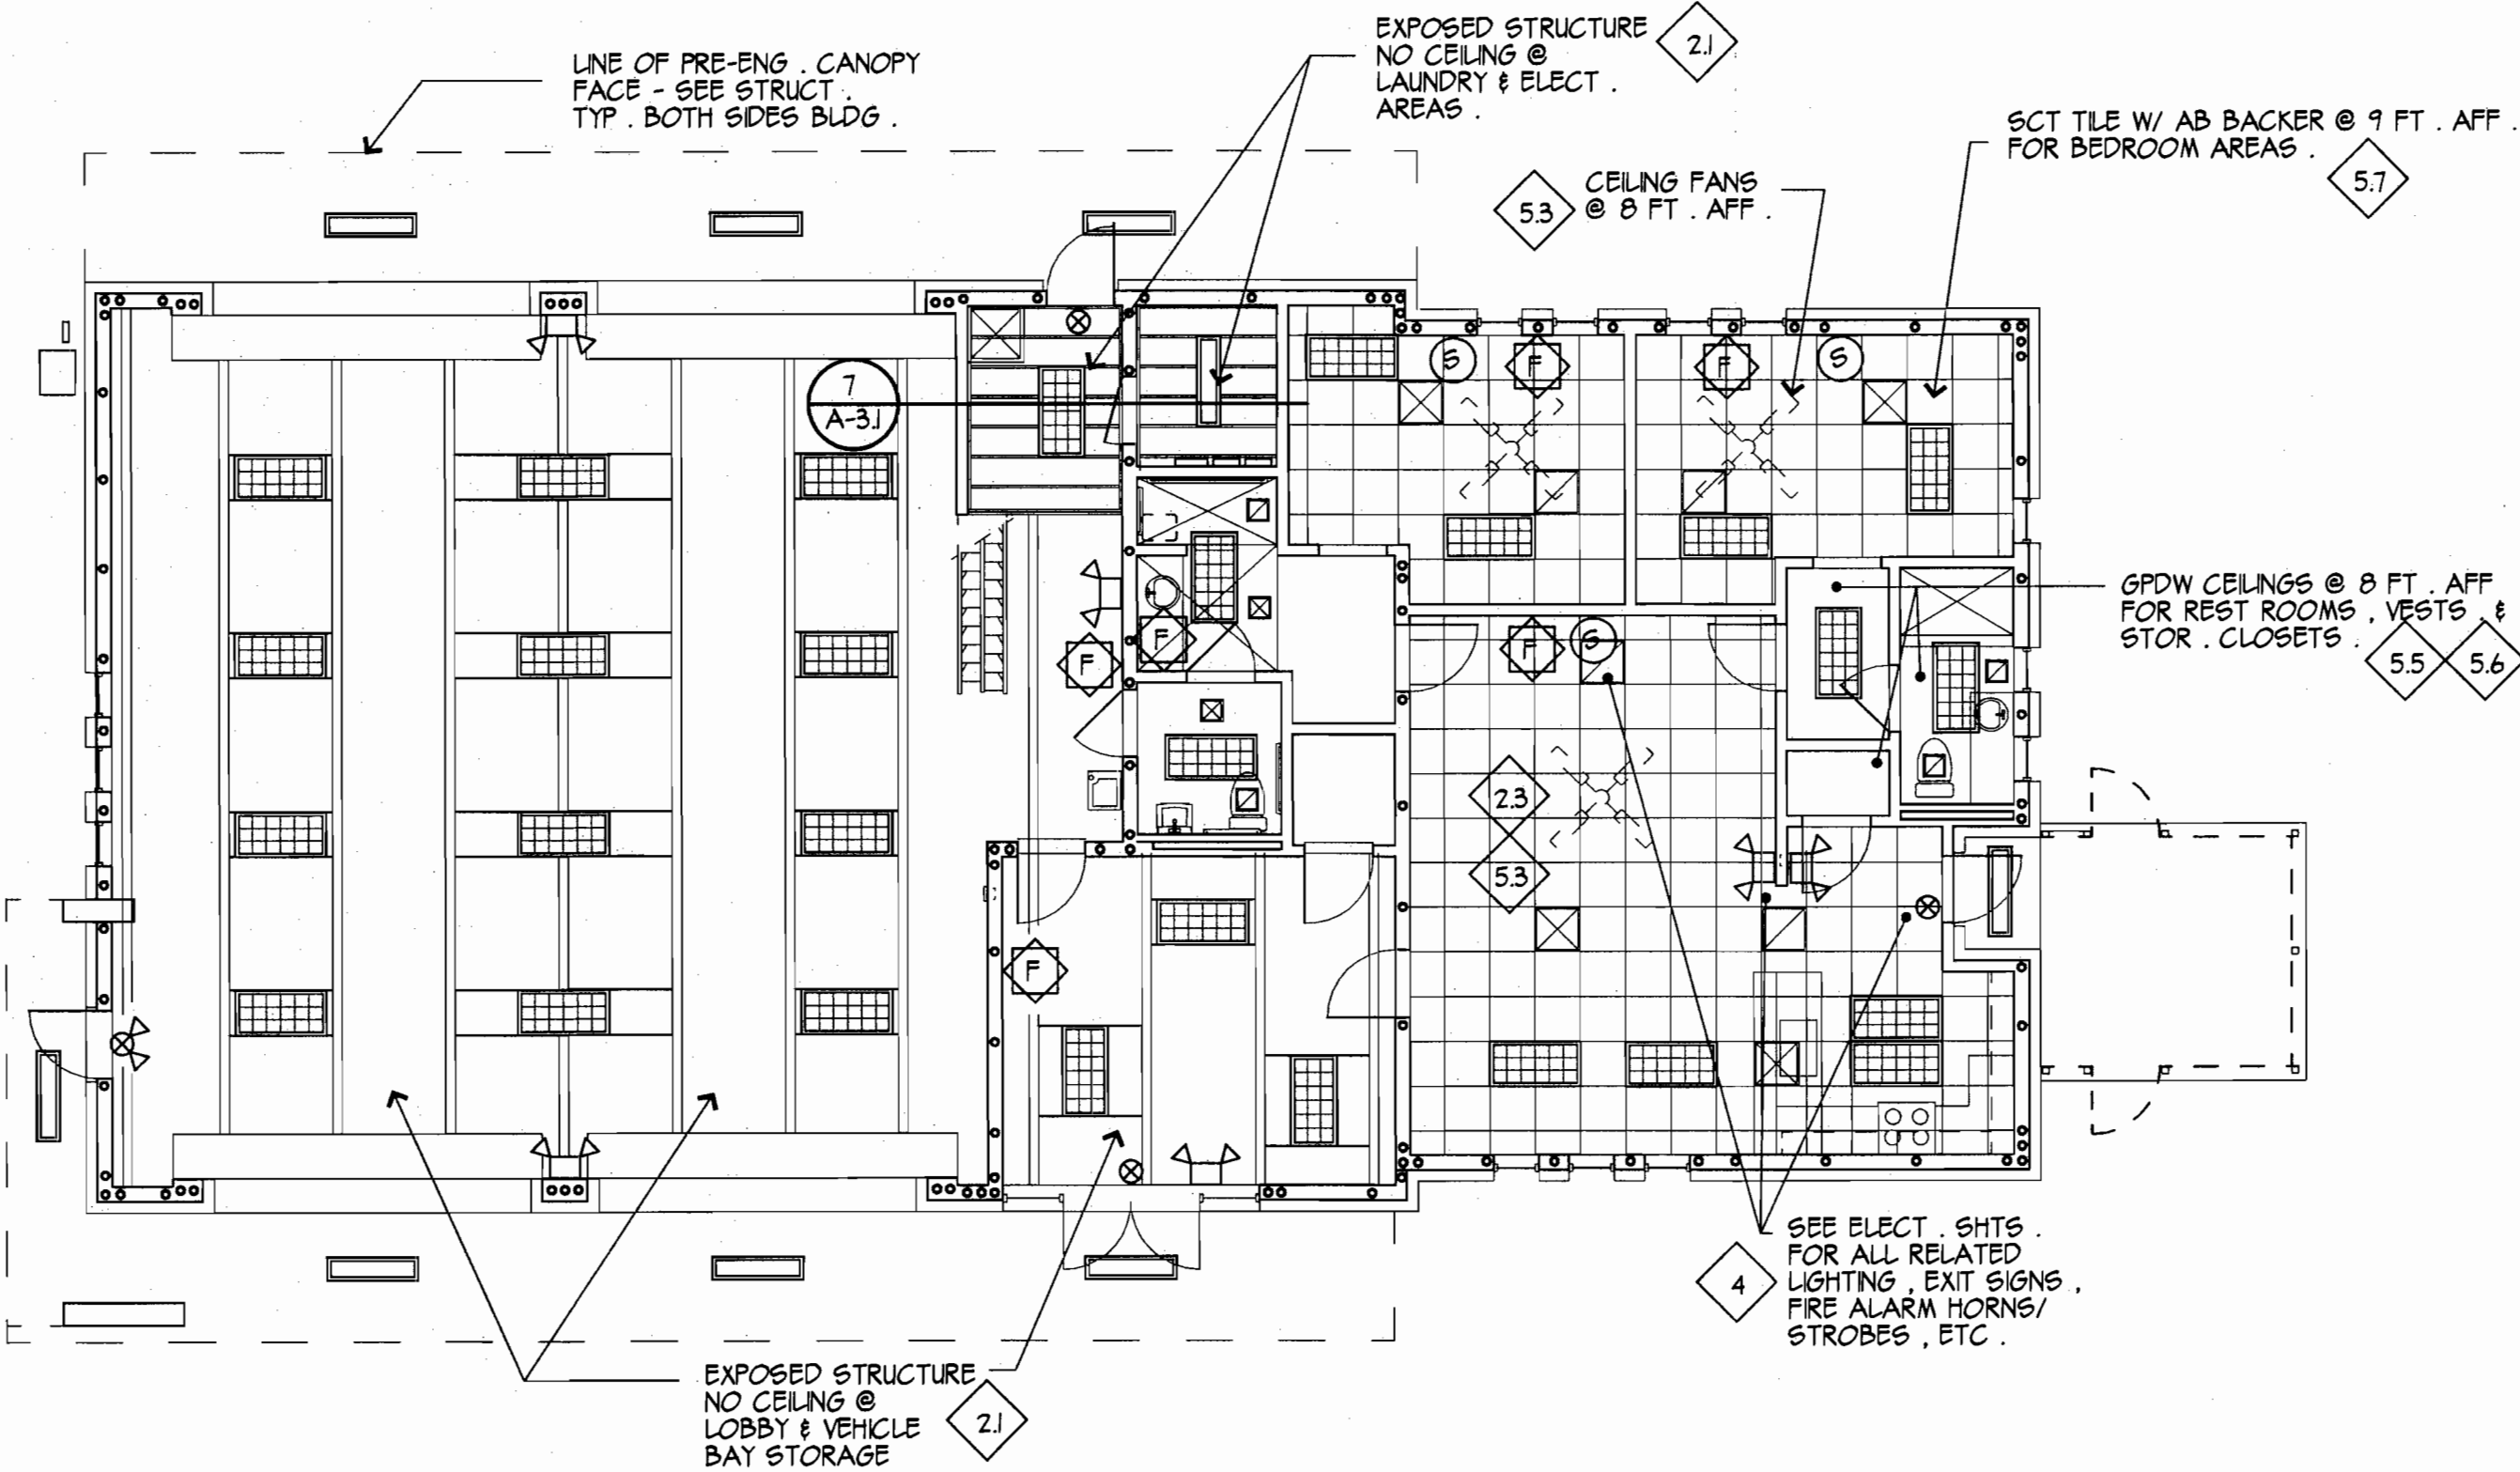 EXPOSED STRUCTURE
NO CEILING @
LAUNDRY & ELECT .
AREAS .
2.1
LINE OF PRE-ENG . CANOPY
FACE - SEE STRUCT .
TYP . BOTH SIDES BLDG .
SCT TILE W/ AB BACKER @ 9 FT . AFF .
FOR BEDROOM AREAS .
5.7
CEILING FANS
@ 8 FT . AFF .
5.3
S
F
F
S
7
A-3.1
GPDW CEILINGS @ 8 FT . AFF
FOR REST ROOMS , VESTS . &
STOR . CLOSETS .
5.5
5.6
F
F
F
S
2.3
5.3
F
SEE ELECT . SHTS .
FOR ALL RELATED
LIGHTING , EXIT SIGNS ,
FIRE ALARM HORNS/
STROBES , ETC .
4
EXPOSED STRUCTURE
NO CEILING @
LOBBY & VEHICLE
BAY STORAGE
2.1